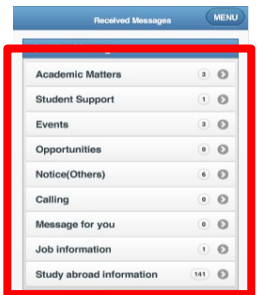 Received Messages
MENU
Academic Matters 3
Student Support 1
Events 3
Opportunities 0
Notice(Others) 6
Calling 0
Message for you 0
Job information 1
Study abroad information 141